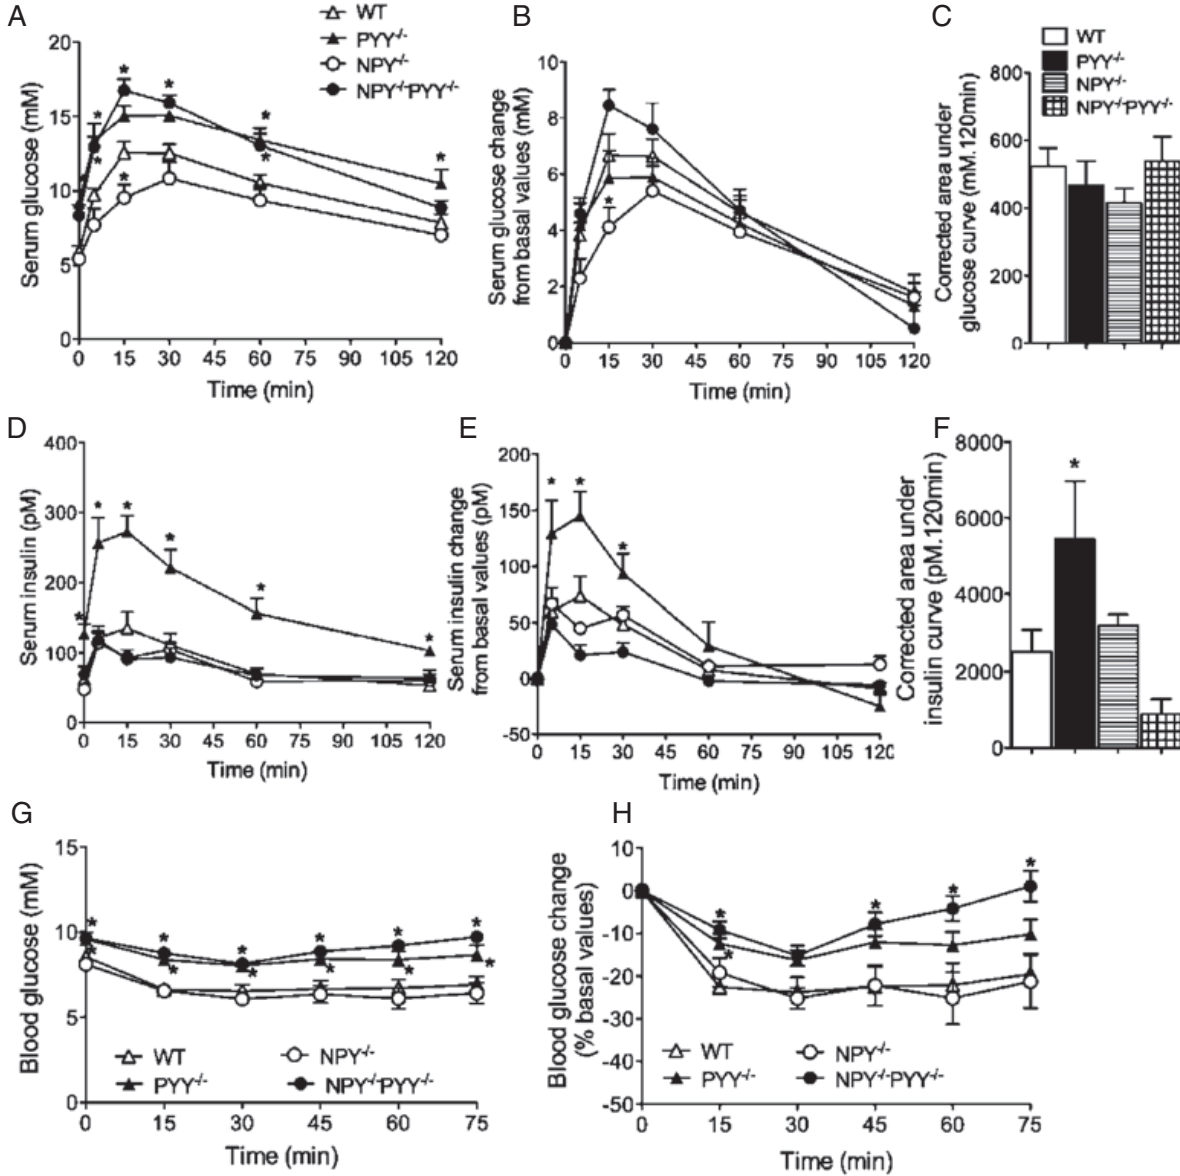 A
WT
PYY-/-
NPY-/-
NPY-/-PYY-/-
20
15
10
5
0
Serum glucose (mM)
* * * * * * *
0 15 30 45 60 75 90 105 120
Time (min)
B
10
8
6
4
2
0
Serum glucose change
from basal values (mM)
*
0 15 30 45 60 75 90 105 120
Time (min)
C
WT
PYY-/-
NPY-/-
NPY-/-PYY-/-
800
600
400
200
0
Corrected area under
glucose curve (mM.120min)
D
400
300
200
100
0
Serum insulin (pM)
* * * * * *
0 15 30 45 60 75 90 105 120
Time (min)
E
200
150
100
50
0
-50
Serum insulin change
from basal values (pM)
* * *
0 15 30 45 60 75 90 105 120
Time (min)
F
8000
6000
4000
2000
0
Corrected area under
insulin curve (pM.120min)
*
G
15
10
5
0
Blood glucose (mM)
* * * * * *
* * * * * *
WT
PYY-/-
NPY-/-
NPY-/-PYY-/-
0 15 30 45 60 75
Time (min)
H
10
0
-10
-20
-30
-40
-50
Blood glucose change
(% basal values)
* * * * *
WT
PYY-/-
NPY-/-
NPY-/-PYY-/-
0 15 30 45 60 75
Time (min)